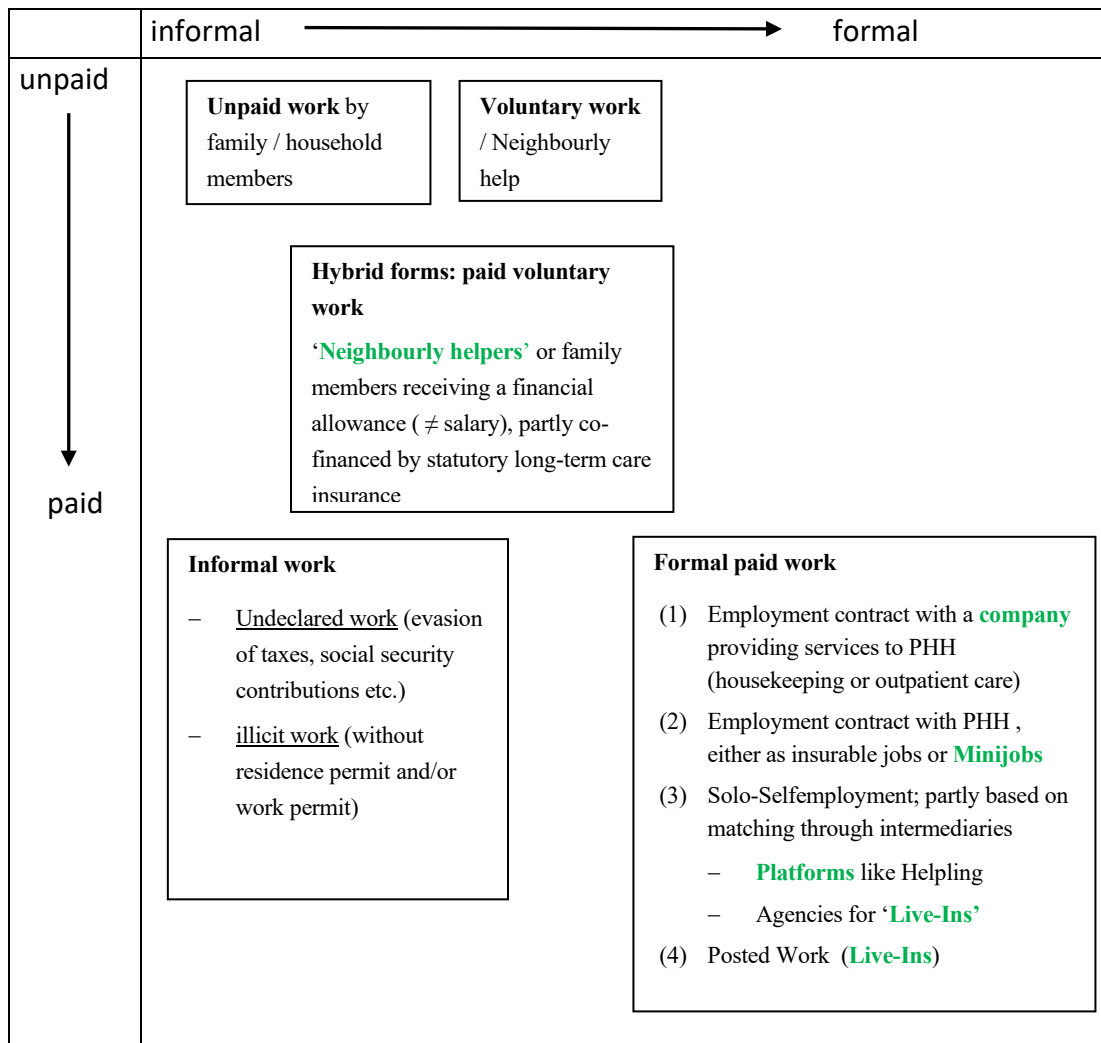 informal formal
unpaid
Unpaid work by
family / household
members
Voluntary work
/ Neighbourly
help
Hybrid forms: paid voluntary
work
‘Neighbourly helpers’ or family
members receiving a financial
allowance ( ≠ salary), partly co-
financed by statutory long-term care
insurance
paid
Informal work
– Undeclared work (evasion
of taxes, social security
contributions etc.)
– illicit work (without
residence permit and/or
work permit)
Formal paid work
(1) Employment contract with a company
providing services to PHH
(housekeeping or outpatient care)
(2) Employment contract with PHH ,
either as insurable jobs or Minijobs
(3) Solo-Selfemployment; partly based on
matching through intermediaries
– Platforms like Helpling
– Agencies for ‘Live-Ins’
(4) Posted Work (Live-Ins)